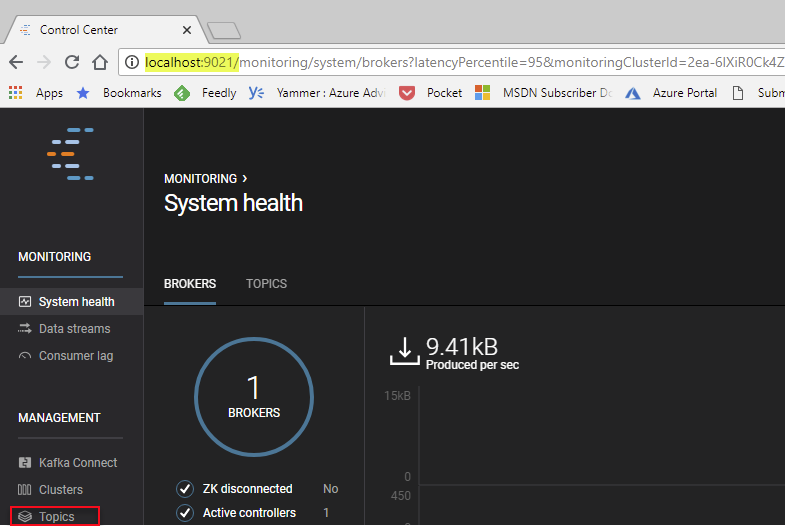 Control Center
localhost:9021/monitoring/system/brokers?latencyPercentile=95&monitoringClusterId=2ea-6lXiR0Ck4Z
Apps Bookmarks Feedly Yammer : Azure Advi Pocket MSDN Subscriber Do Azure Portal Subm
MONITORING ›
System health
MONITORING
BROKERS TOPICS
System health
Data streams
Consumer lag
9.41kB
Produced per sec
1
BROKERS
15kB
0
450
MANAGEMENT
Kafka Connect
Clusters
Topics
ZK disconnected No
Active controllers 1